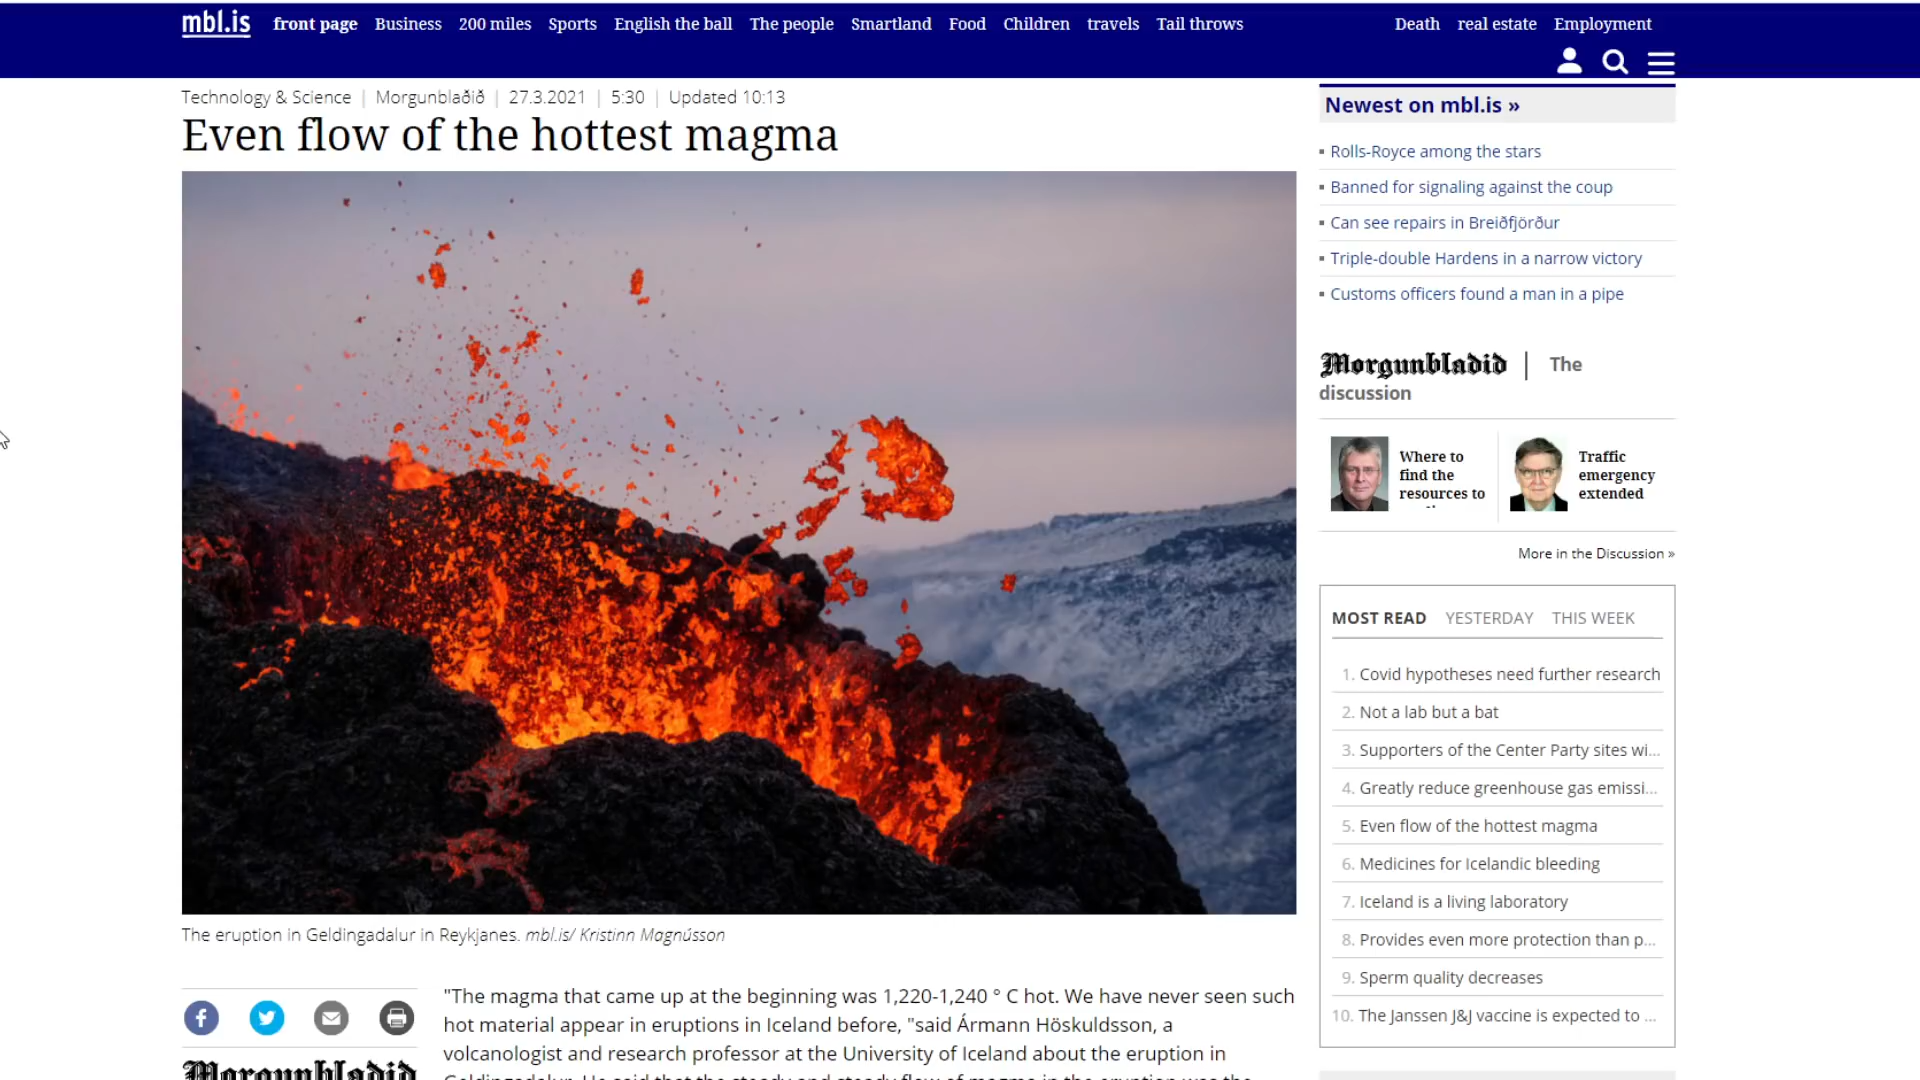 mbl.is front page Business 200 miles Sports English the ball The people Smartland Food Children travels Tail throws Death real estate Employment
Technology & Science | Morgunblaðið | 27.3.2021 | 5:30 | Updated 10:13
Even flow of the hottest magma
The eruption in Geldingadalur in Reykjanes. mbl.is/ Kristinn Magnússon
"The magma that came up at the beginning was 1,220-1,240 ° C hot. We have never seen such
hot material appear in eruptions in Iceland before, "said Ármann Höskuldsson, a
volcanologist and research professor at the University of Iceland about the eruption in
Morgunbladid
Newest on mbl.is »
Rolls-Royce among the stars
Banned for signaling against the coup
Can see repairs in Breiðfjörður
Triple-double Hardens in a narrow victory
Customs officers found a man in a pipe
Morgunbladid | The
discussion
Where to
find the
resources to
Traffic
emergency
extended
More in the Discussion »
MOST READ YESTERDAY THIS WEEK
1. Covid hypotheses need further research
2. Not a lab but a bat
3. Supporters of the Center Party sites wi...
4. Greatly reduce greenhouse gas emissi...
5. Even flow of the hottest magma
6. Medicines for Icelandic bleeding
7. Iceland is a living laboratory
8. Provides even more protection than p...
9. Sperm quality decreases
10. The Janssen J&J vaccine is expected to ...